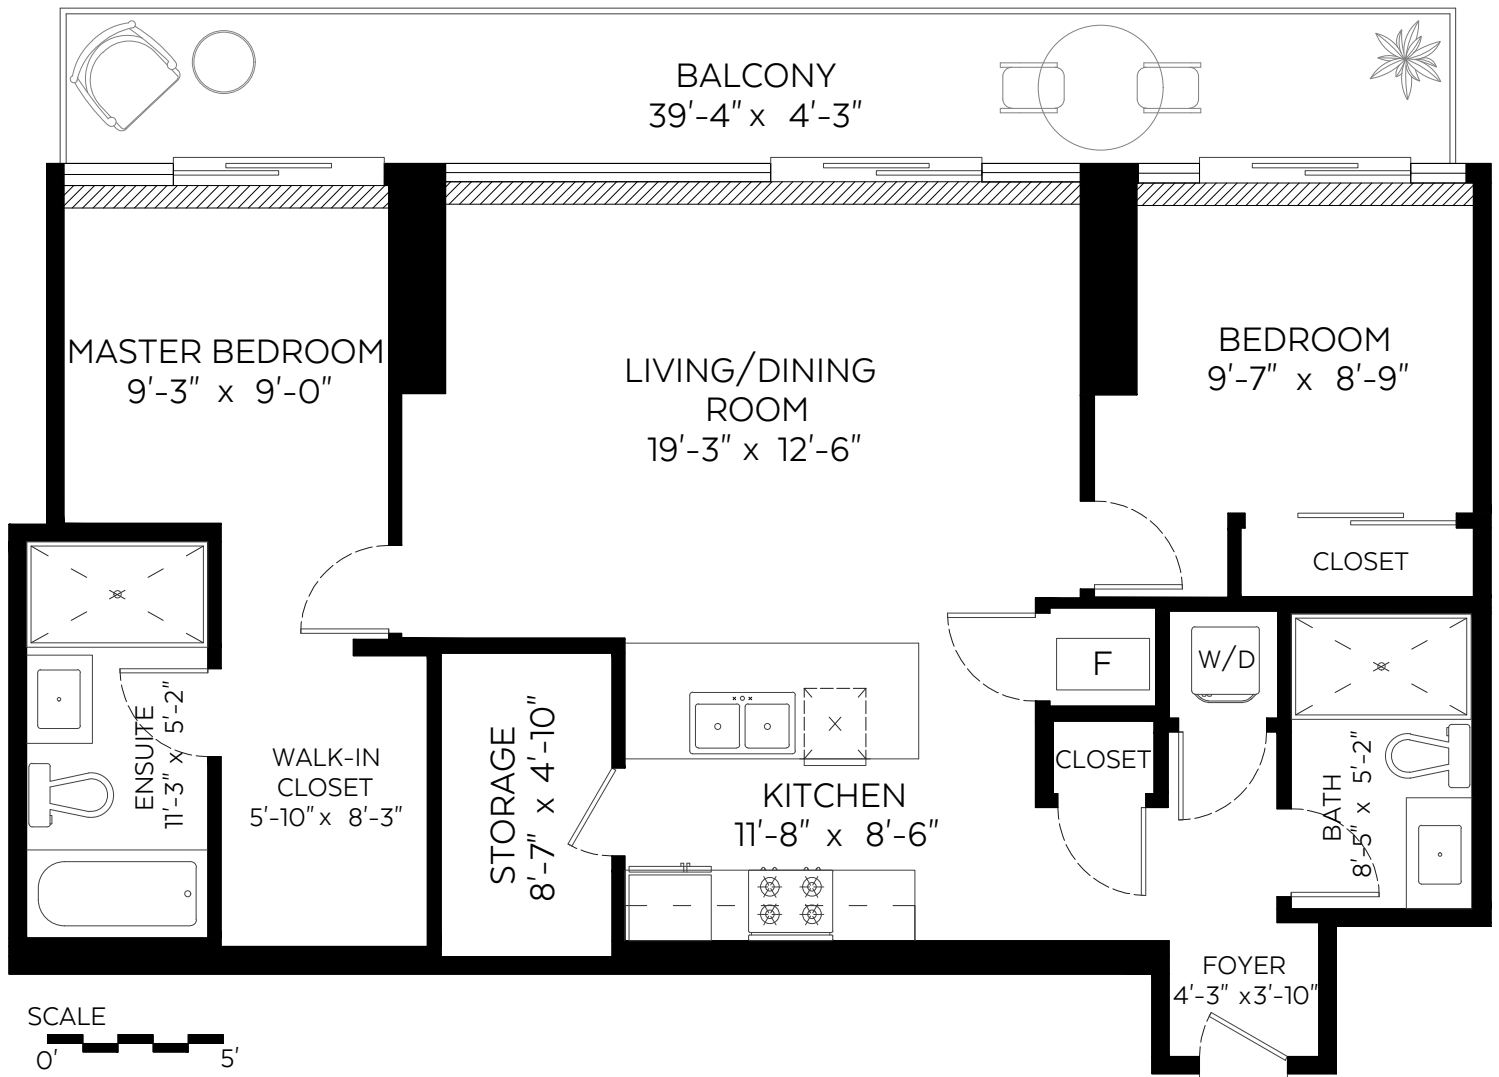 BALCONY
39'-4" x 4'-3"
MASTER BEDROOM
9'-3" x 9'-0"
LIVING/DINING
ROOM
19'-3" x 12'-6"
BEDROOM
9'-7" x 8'-9"
CLOSET
F
W/D
ENSUITE
11'-3" x 5'-2"
WALK-IN
CLOSET
5'-10" x 8'-3"
STORAGE
8'-7" x 4'-10"
KITCHEN
11'-8" x 8'-6"
CLOSET
BATH
8'-5" x 5'-2"
FOYER
4'-3" x 3'-10"
SCALE
0' 5'